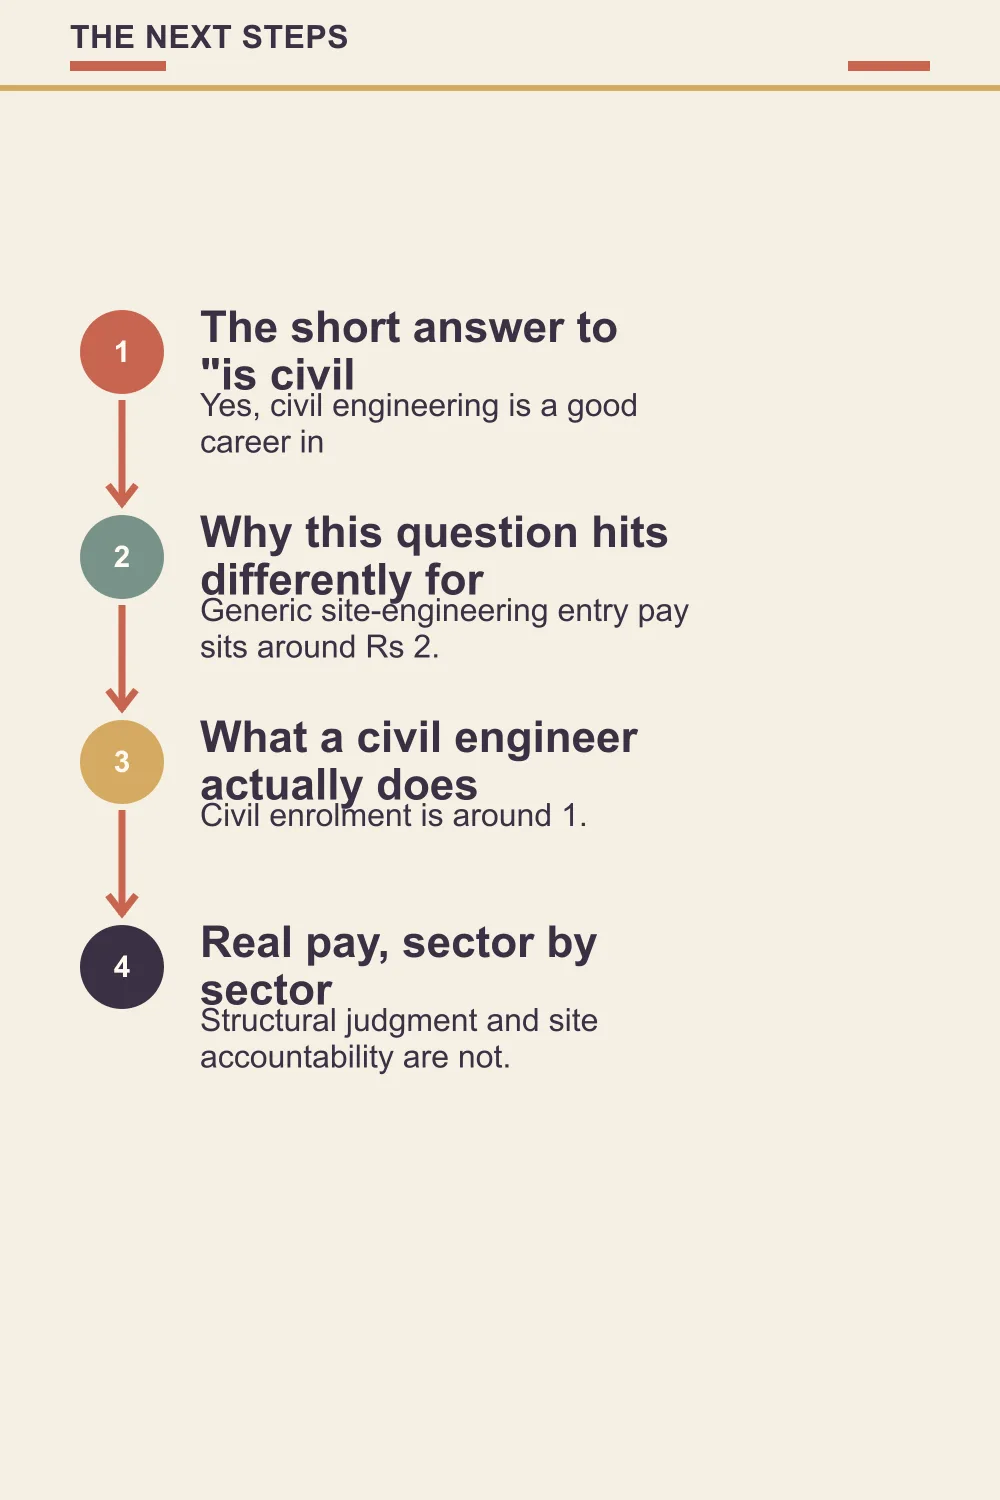 THE NEXT STEPS
1
The short answer to
"is civil
Yes, civil engineering is a good
career in
2
Why this question hits
differently for
Generic site-engineering entry pay
sits around Rs 2.
3
What a civil engineer
actually does
Civil enrolment is around 1.
4
Real pay, sector by
sector
Structural judgment and site
accountability are not.